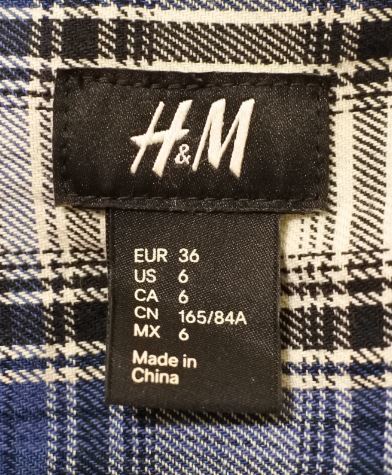 H&M
EUR 36
US 6
CA 6
CN 165/84A
MX 6
Made in
China